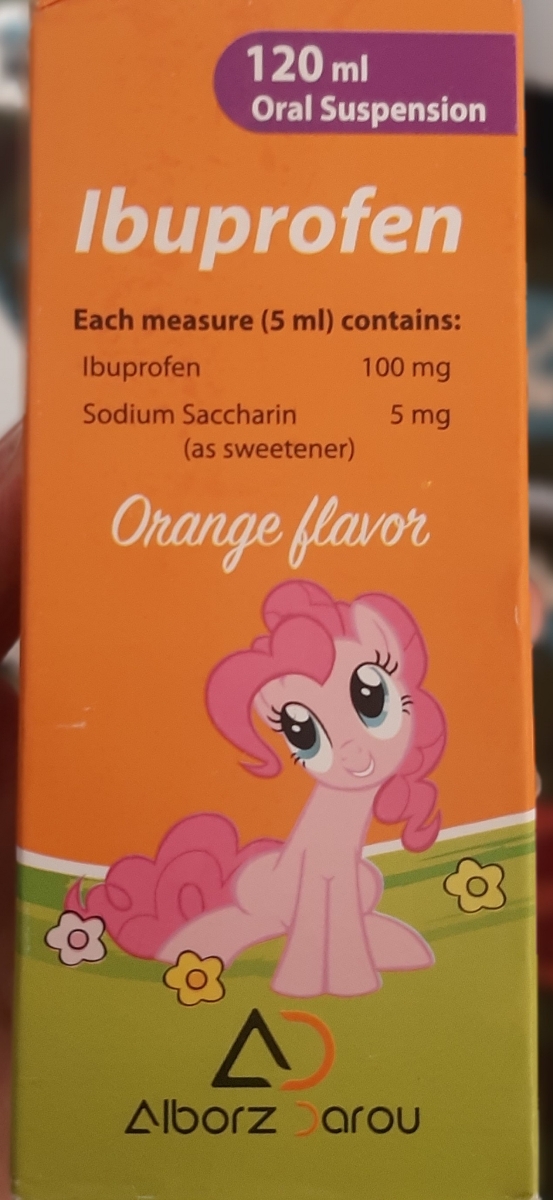 120 ml
Oral Suspension
Ibuprofen
Each measure (5 ml) contains:
Ibuprofen 100 mg
Sodium Saccharin 5 mg
(as sweetener)
Orange flavor
AD
Alborz Darou